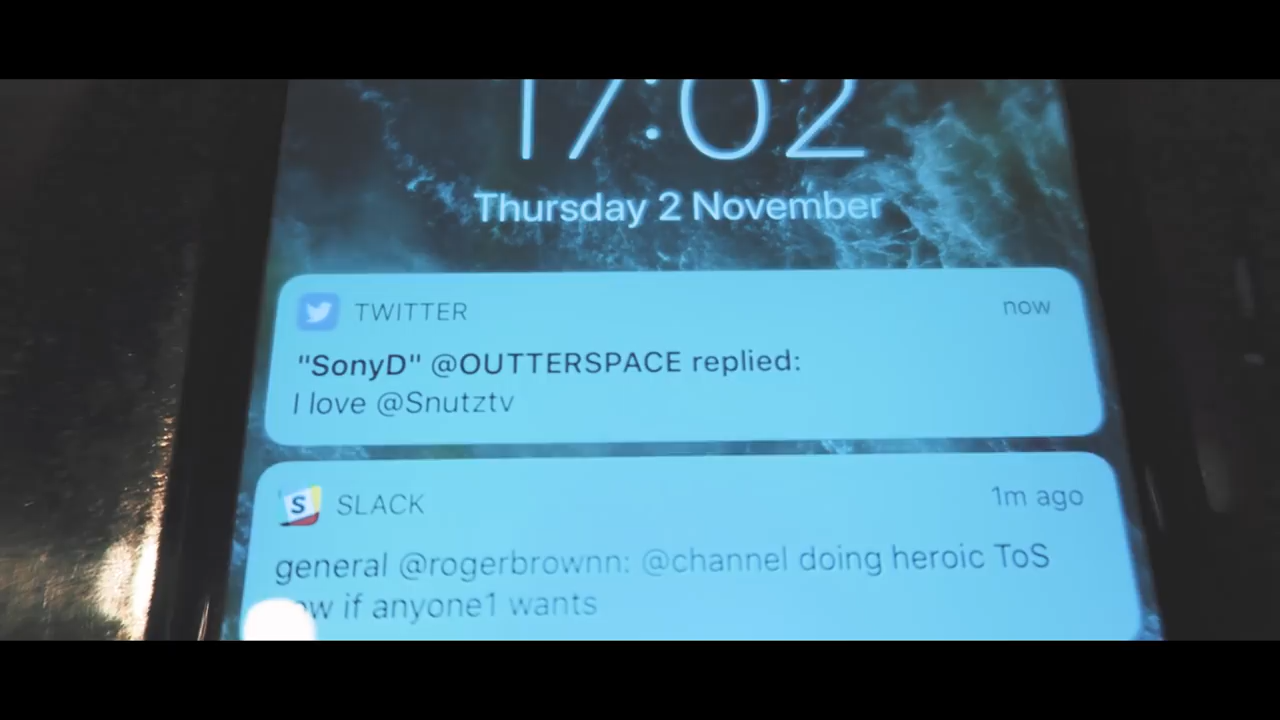 17:02
Thursday 2 November
TWITTER
now
"SonyD" @OUTTERSPACE replied:
I love @Snutztv
S
SLACK
1m ago
general @rogerbrownn: @channel doing heroic ToS
if anyone1 wants